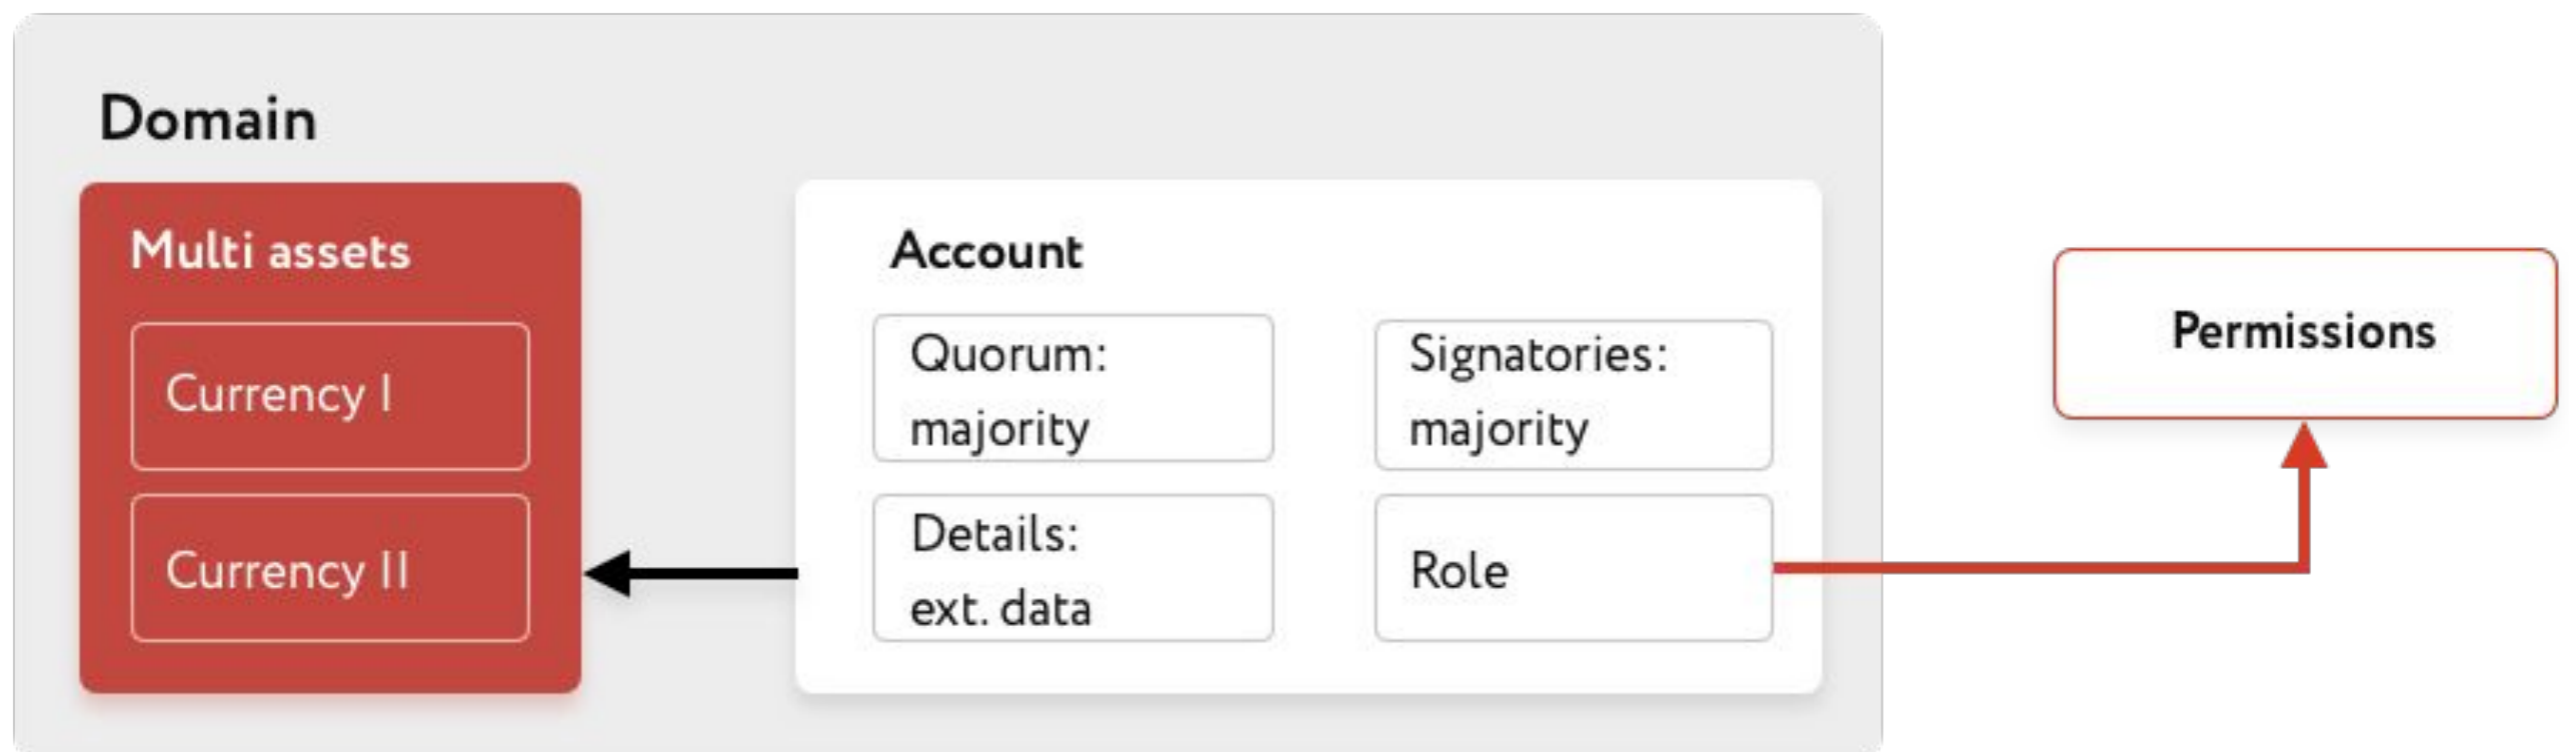 Domain
Multi assets
Currency I
Currency II
Account
Quorum:
majority
Signatories:
majority
Details:
ext. data
Role
Permissions